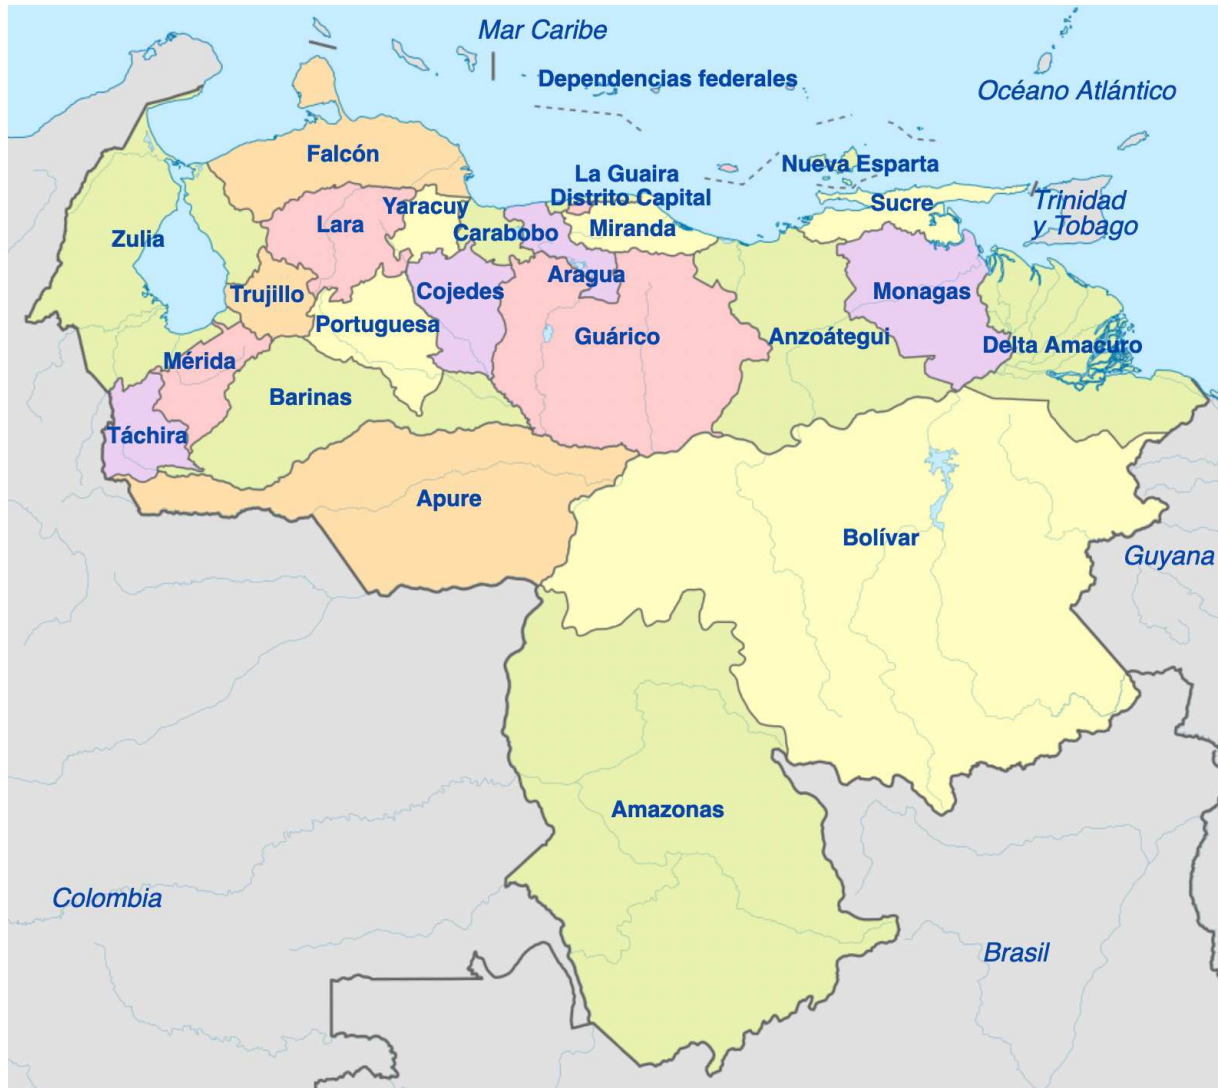 Mar Caribe
Dependencias federales
Océano Atlántico
Falcón
La Guaira
Nueva Esparta
Distrito Capital
Trinidad
y Tobago
Yaracuy
Sucre
Lara
Carabobo
Miranda
Zulia
Aragua
Trujillo
Cojedes
Monagas
Portuguesa
Guárico
Anzoátegui
Delta Amacuro
Mérida
Barinas
Táchira
Apure
Bolívar
Guyana
Amazonas
Colombia
Brasil